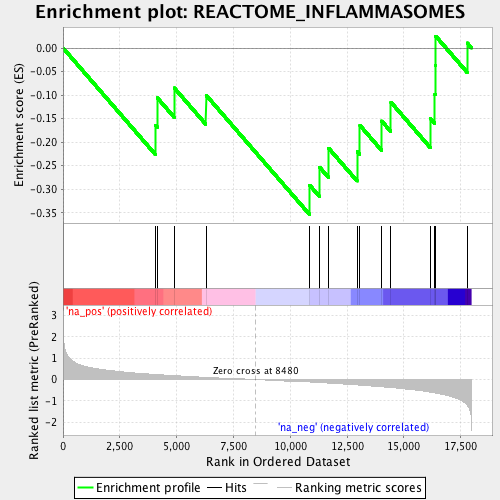 Enrichment plot: REACTOME_INFLAMMASOMES
Enrichment score (ES)
0.00
-0.05
-0.10
-0.15
-0.20
-0.25
-0.30
-0.35
'na_pos' (positively correlated)
Ranked list metric (PreRanked)
3
2
1
0
-1
-2
Zero cross at 8480
'na_neg' (negatively correlated)
0
2,500
5,000
7,500
10,000
12,500
15,000
17,500
Rank in Ordered Dataset
Enrichment profile
Hits
Ranking metric scores